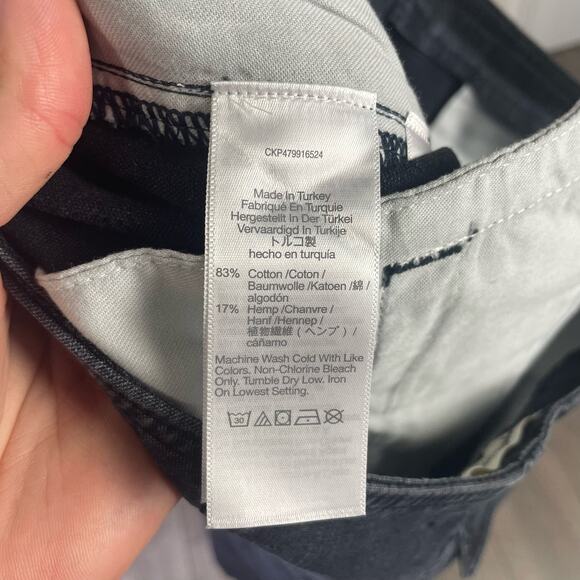 CKP479916524
Made In Turkey
Fabriqué En Turquie
Hergestellt In Der Türkei
Vervaardigd In Turkije
トルコ製
hecho en turquía
83% Cotton /Coton /
Baumwolle /Katoen /綿 /
algodón
17% Hemp /Chanvre /
Hanf /Hennep /
植物繊維 (ヘンプ) /
cáñamo
Machine Wash Cold With Like
Colors. Non-Chlorine Bleach
Only. Tumble Dry Low. Iron
On Lowest Setting.
30